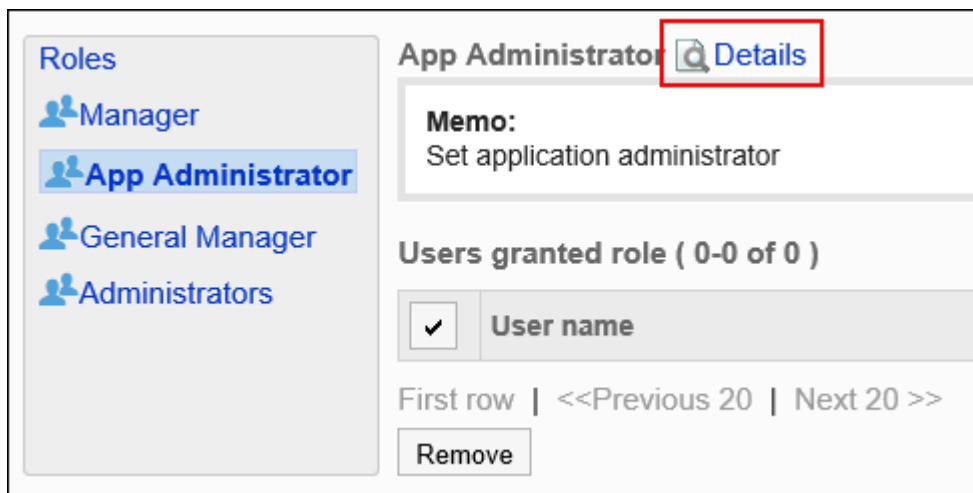 Roles
Manager
App Administrator
General Manager
Administrators
App Administrator Details
Memo:
Set application administrator
Users granted role ( 0-0 of 0 )
User name
First row | <<Previous 20 | Next 20 >>
Remove